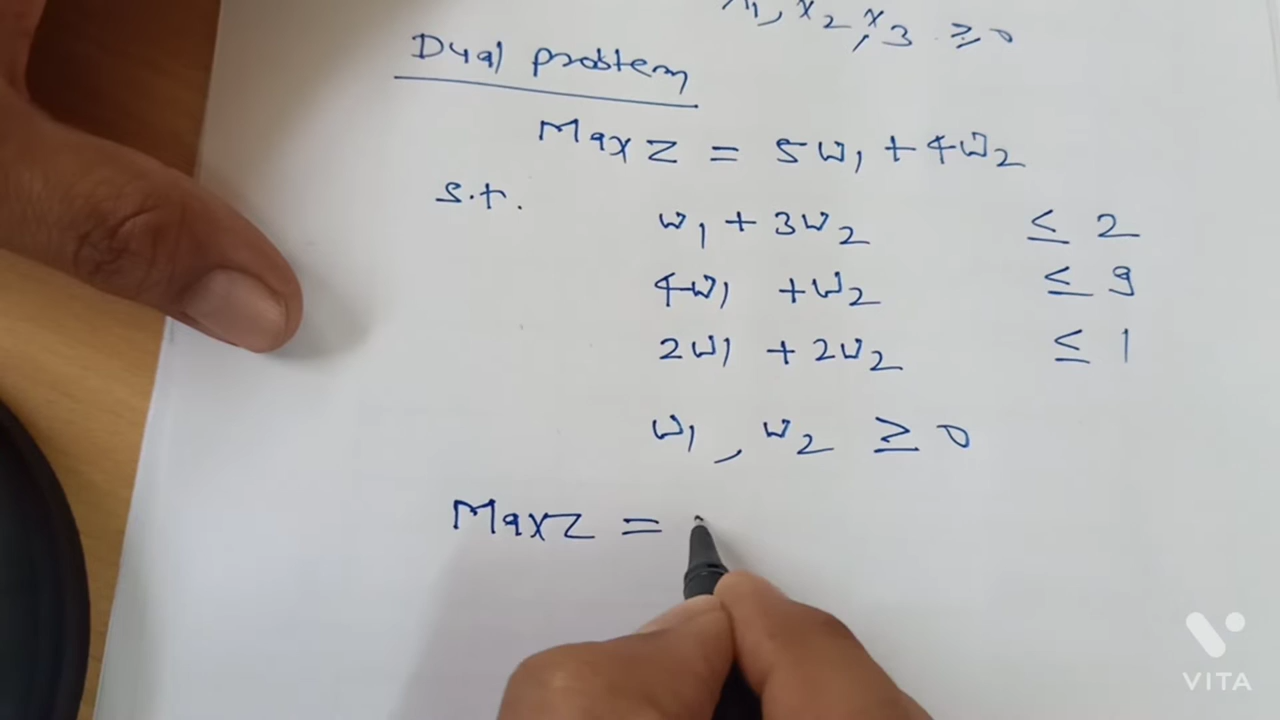 x1, x2, x3 ≥ 0
Dual problem
Max Z = 5w1 + 4w2
s.t.
w1 + 3w2 ≤ 2
4w1 + w2 ≤ 9
2w1 + 2w2 ≤ 1
w1, w2 ≥ 0
Max Z =
VITA